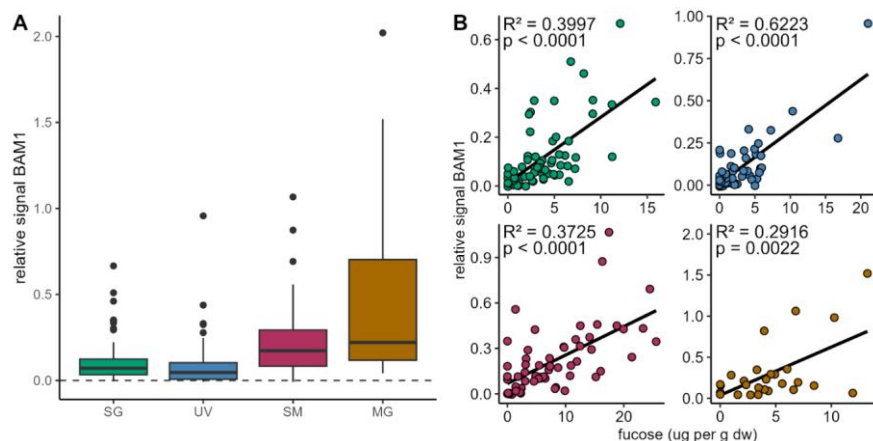 A
relative signal BAM1
2.0
1.5
1.0
0.5
0.0
SG UV SM MG
B
relative signal BAM1
R² = 0.3997
p < 0.0001
0.6
0.4
0.2
0.0
0 5 10 15
R² = 0.6223
p < 0.0001
1.00
0.75
0.50
0.25
0.00
0 5 10 15 20
R² = 0.3725
p < 0.0001
0.9
0.6
0.3
0.0
0 10 20
R² = 0.2916
p = 0.0022
2.0
1.5
1.0
0.5
0.0
0 5 10
fucose (ug per g dw)